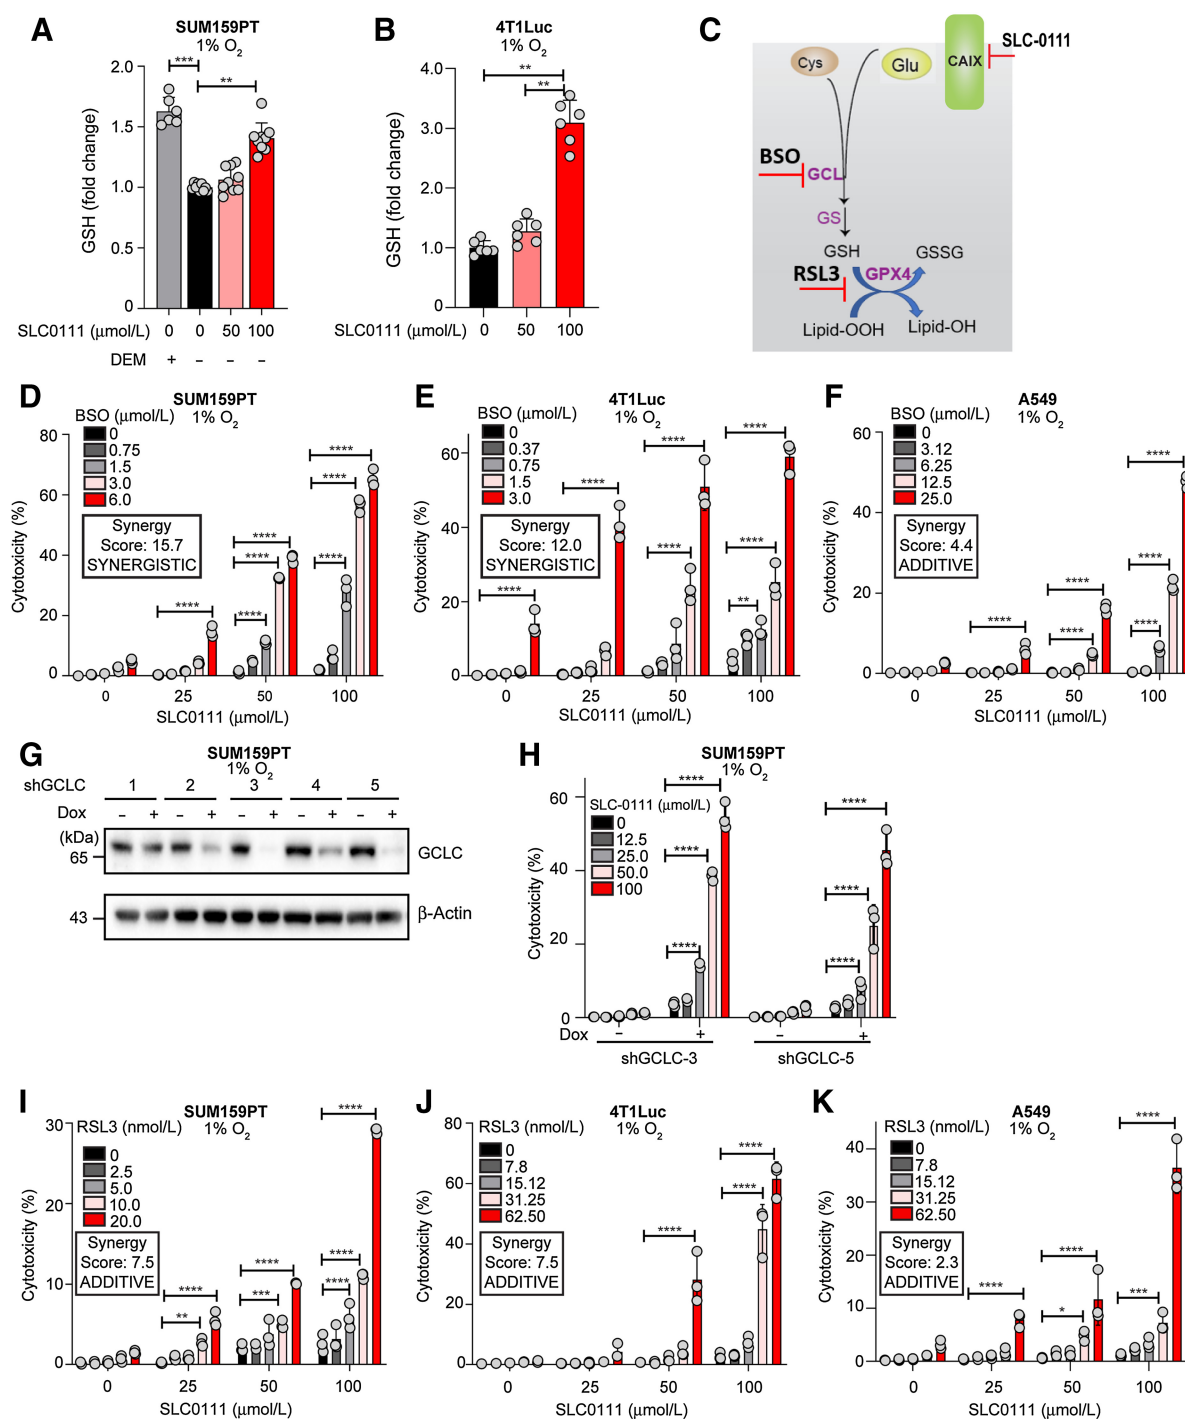 A
SUM159PT
1% O2
GSH (fold change)
2.0
1.5
1.0
0.5
0
***
**
SLC0111 (μmol/L) 0 0 50 100
DEM + – – –
B
4T1Luc
1% O2
GSH (fold change)
4.0
3.0
2.0
1.0
0
**
**
SLC0111 (μmol/L) 0 50 100
C
Cys
Glu
CAIX
SLC-0111
BSO
GCL
GS
GSH
GSSG
RSL3
GPX4
Lipid-OOH
Lipid-OH
D
SUM159PT
1% O2
BSO (μmol/L)
0
0.75
1.5
3.0
6.0
Synergy
Score: 15.7
SYNERGISTIC
Cytotoxicity (%)
80
60
40
20
0
****
****
****
****
****
****
****
0 25 50 100
SLC0111 (μmol/L)
E
4T1Luc
1% O2
BSO (μmol/L)
0
0.37
0.75
1.5
3.0
Synergy
Score: 12.0
SYNERGISTIC
Cytotoxicity (%)
60
40
20
0
****
****
****
****
****
****
**
0 25 50 100
SLC0111 (μmol/L)
F
A549
1% O2
BSO (μmol/L)
0
3.12
6.25
12.5
25.0
Synergy
Score: 4.4
ADDITIVE
Cytotoxicity (%)
60
40
20
0
****
****
****
****
****
****
0 25 50 100
SLC0111 (μmol/L)
G
SUM159PT
1% O2
shGCLC 1 2 3 4 5
Dox – + – + – + – + – +
(kDa)
65
GCLC
43
β-Actin
H
SUM159PT
1% O2
SLC-0111 (μmol/L)
0
12.5
25.0
50.0
100
Cytotoxicity (%)
60
40
20
0
****
****
****
****
****
****
Dox – + – +
shGCLC-3 shGCLC-5
I
SUM159PT
1% O2
RSL3 (nmol/L)
0
2.5
5.0
10.0
20.0
Synergy
Score: 7.5
ADDITIVE
Cytotoxicity (%)
30
20
10
0
****
**
****
***
****
****
****
0 25 50 100
SLC0111 (μmol/L)
J
4T1Luc
1% O2
RSL3 (nmol/L)
0
7.8
15.12
31.25
62.50
Synergy
Score: 7.5
ADDITIVE
Cytotoxicity (%)
80
60
40
20
0
****
****
****
0 25 50 100
SLC0111 (μmol/L)
K
A549
1% O2
RSL3 (nmol/L)
0
7.8
15.12
31.25
62.50
Synergy
Score: 2.3
ADDITIVE
Cytotoxicity (%)
40
30
20
10
0
****
****
*
****
***
0 25 50 100
SLC0111 (μmol/L)